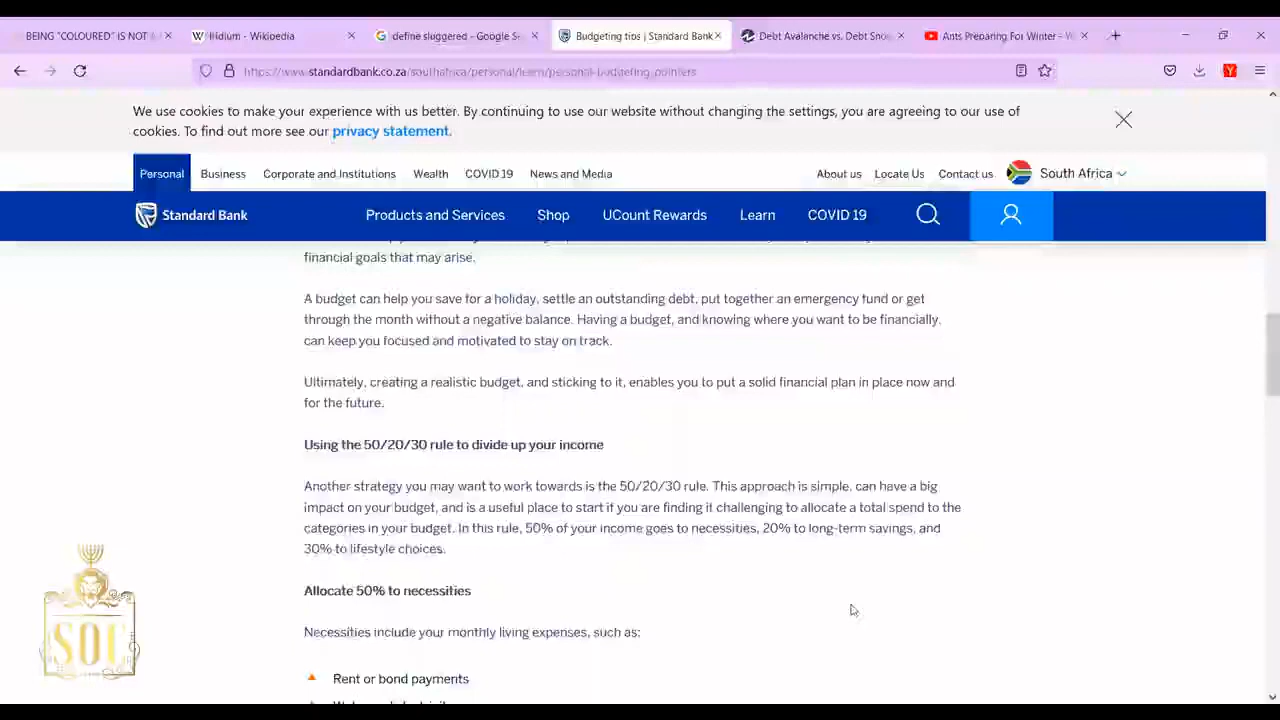 BEING "COLOURED" IS NOT
Iridium - Wikipedia
define sluggered - Google Se
Budgeting tips | Standard Bank
Debt Avalanche vs. Debt Snow
Ants Preparing For Winter -
https://www.standardbank.co.za/southafrica/personal/learn/personal-budgeting-pointers
We use cookies to make your experience with us better. By continuing to use our website without changing the settings, you are agreeing to our use of
cookies. To find out more see our privacy statement.
Personal Business Corporate and Institutions Wealth COVID 19 News and Media About us Locate Us Contact us South Africa
Standard Bank Products and Services Shop UCount Rewards Learn COVID 19
financial goals that may arise.
A budget can help you save for a holiday, settle an outstanding debt, put together an emergency fund or get
through the month without a negative balance. Having a budget, and knowing where you want to be financially,
can keep you focused and motivated to stay on track.
Ultimately, creating a realistic budget, and sticking to it, enables you to put a solid financial plan in place now and
for the future.
Using the 50/20/30 rule to divide up your income
Another strategy you may want to work towards is the 50/20/30 rule. This approach is simple, can have a big
impact on your budget, and is a useful place to start if you are finding it challenging to allocate a total spend to the
categories in your budget. In this rule, 50% of your income goes to necessities, 20% to long-term savings, and
30% to lifestyle choices.
Allocate 50% to necessities
Necessities include your monthly living expenses, such as:
Rent or bond payments
SOU